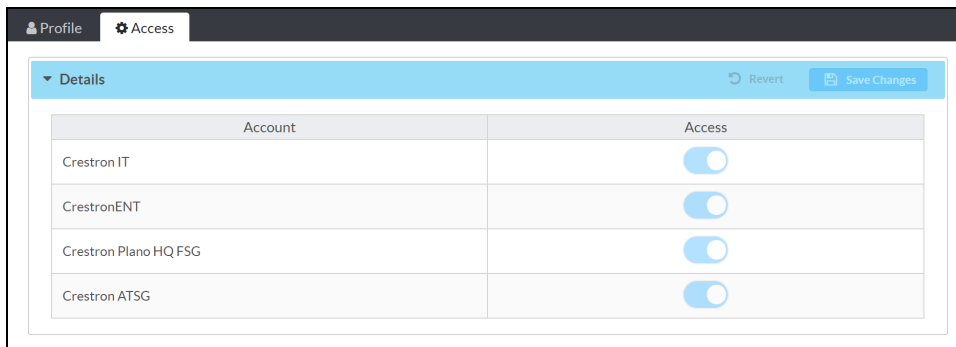 Profile
Access
Details
Revert
Save Changes
Account
Access
Crestron IT
CrestronENT
Crestron Plano HQ FSG
Crestron ATSG